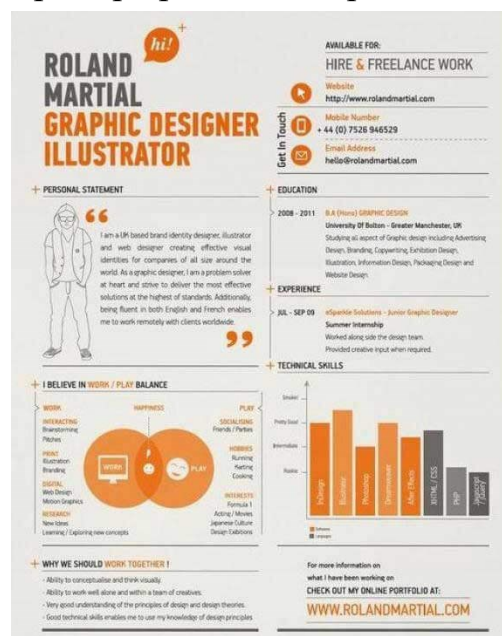 hi!
ROLAND
MARTIAL
GRAPHIC DESIGNER
ILLUSTRATOR
AVAILABLE FOR:
HIRE & FREELANCE WORK
Get In Touch
Website
http://www.rolandmartial.com
Mobile Number
+ 44 (0) 7526 946529
Email Address
hello@rolandmartial.com
PERSONAL STATEMENT
I am a UK based brand identity designer, illustrator
and web designer creating effective visual
identities for companies of all size around the
world. As a graphic designer, I am a problem solver
at heart and strive to deliver the most effective
solutions at the highest of standards. Additionally,
being fluent in both English and French enables
me to work remotely with clients worldwide.
EDUCATION
2008 - 2011
B.A (Hons) GRAPHIC DESIGN
University Of Bolton - Greater Manchester, UK
Studying all aspect of Graphic design including Advertising
Design, Branding, Copywriting, Exhibition Design,
Illustration, Information Design, Packaging Design and
Website Design.
EXPERIENCE
JUL - SEP 09
eSparkle Solutions - Junior Graphic Designer
Summer Internship
Worked along side the design team.
Provided creative input when required.
I BELIEVE IN WORK / PLAY BALANCE
WORK
HAPPINESS
PLAY
INTERACTING
Brainstorming
Pitches
PRINT
Illustration
Branding
DIGITAL
Web Design
Motion Graphics
RESEARCH
New Ideas
Learning / Exploring new concepts
WORK
PLAY
SOCIALISING
Friends / Parties
HOBBIES
Running
Karting
Cooking
INTERESTS
Formula 1
Acting / Movies
Japanese Culture
Design Exibitions
TECHNICAL SKILLS
Pretty Good
Intermediate
InDesign
Illustrator
Photoshop
Dreamweaver
After Effects
XHTML / CSS
PHP
Javascript
jQuery
Softwares
Languages
WHY WE SHOULD WORK TOGETHER !
- Ability to conceptualise and think visually.
- Ability to work well alone and within a team of creatives.
- Very good understanding of the principles of design and design theories.
- Good technical skills enables me to use my knowledge of design principles
For more information on
what I have been working on
CHECK OUT MY ONLINE PORTFOLIO AT:
WWW.ROLANDMARTIAL.COM